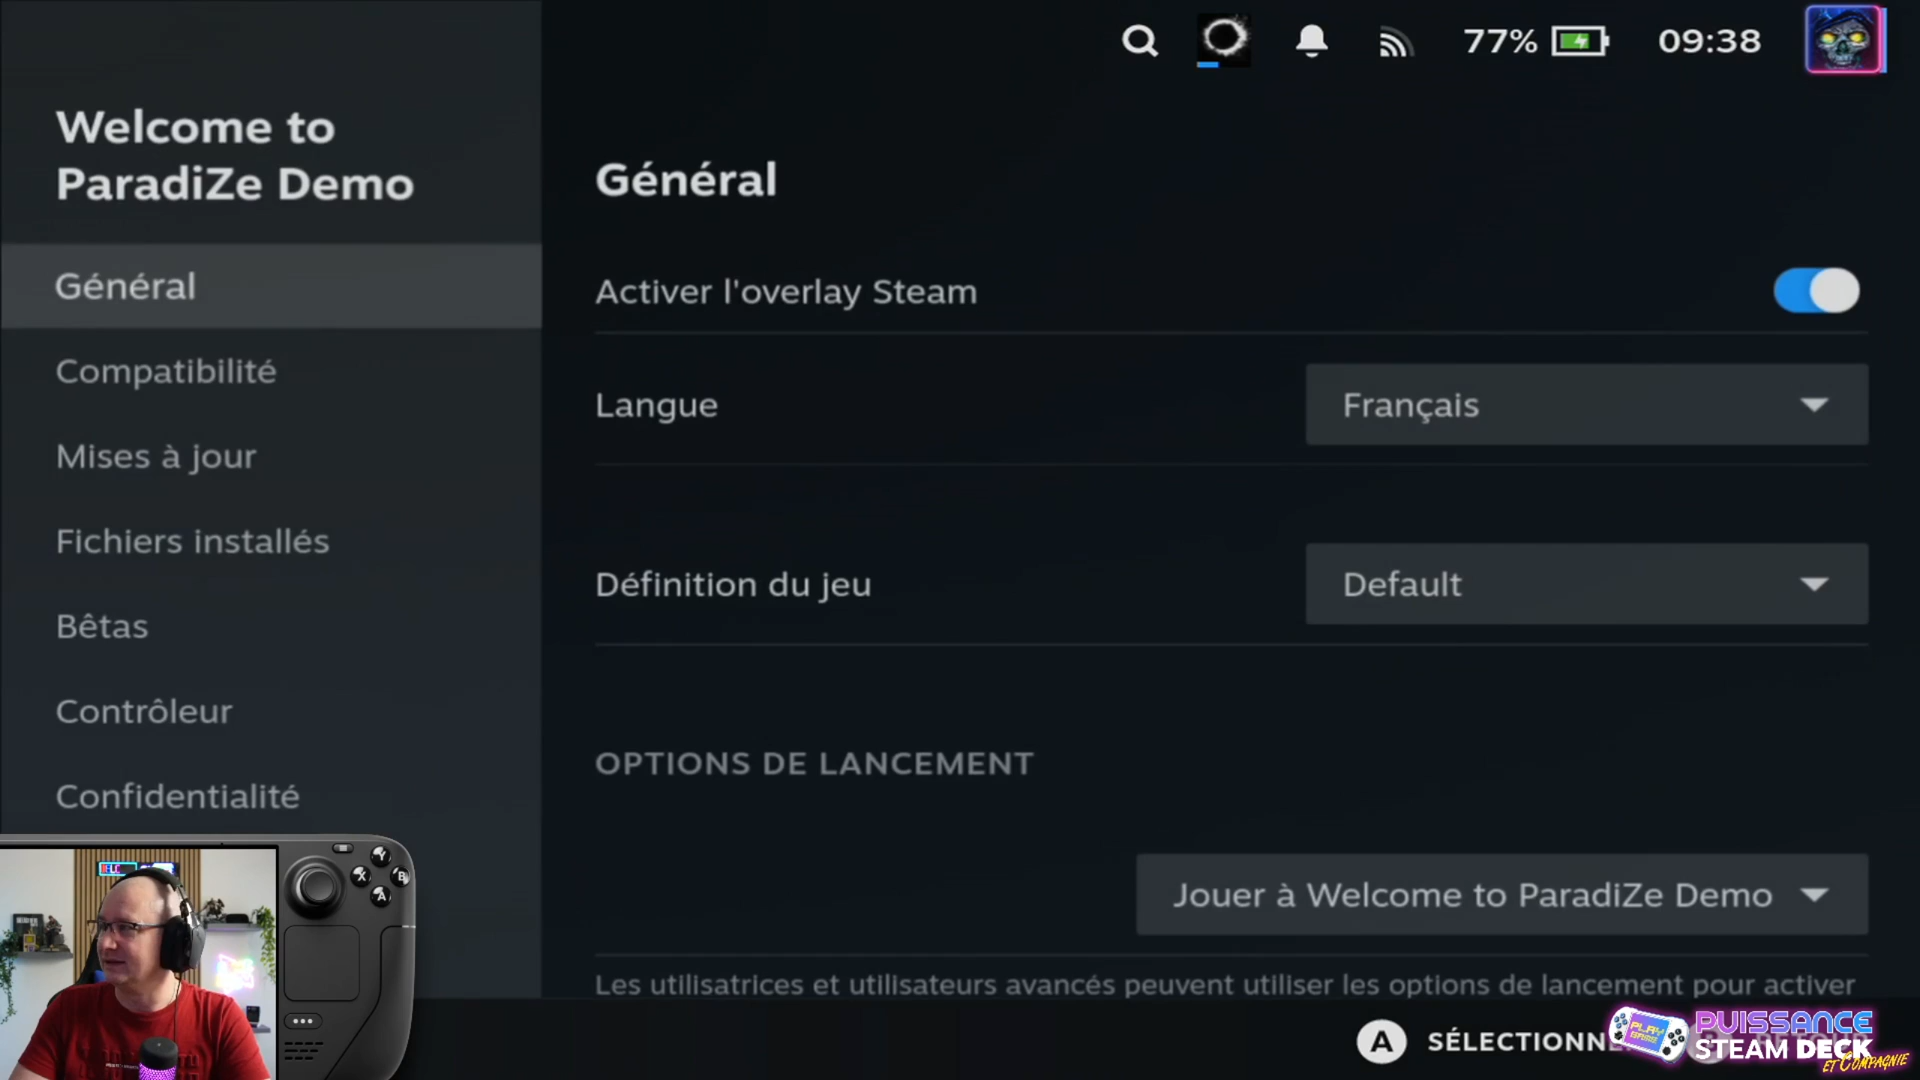 77%
09:38
Welcome to
ParadiZe Demo
Général
Compatibilité
Mises à jour
Fichiers installés
Bêtas
Contrôleur
Confidentialité
Général
Activer l'overlay Steam
Langue
Français
Définition du jeu
Default
OPTIONS DE LANCEMENT
Jouer à Welcome to ParadiZe Demo
Les utilisatrices et utilisateurs avancés peuvent utiliser les options de lancement pour activer
A
Y
X
B
A
PUISSANCE
STEAM DECK
ET COMPAGNIE